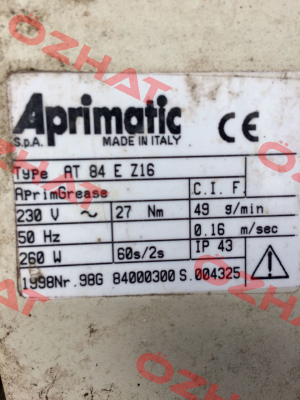 OZHAT
Aprimatic
S.p.A. MADE IN ITALY CE
Type AT 84 E Z16
AprimGrease C.I.F.
230 V ~ 27 Nm 49 g/min
50 Hz 0.16 m/sec
260 W 60s/2s IP 43
1998Nr.98G 84000300 S.004325